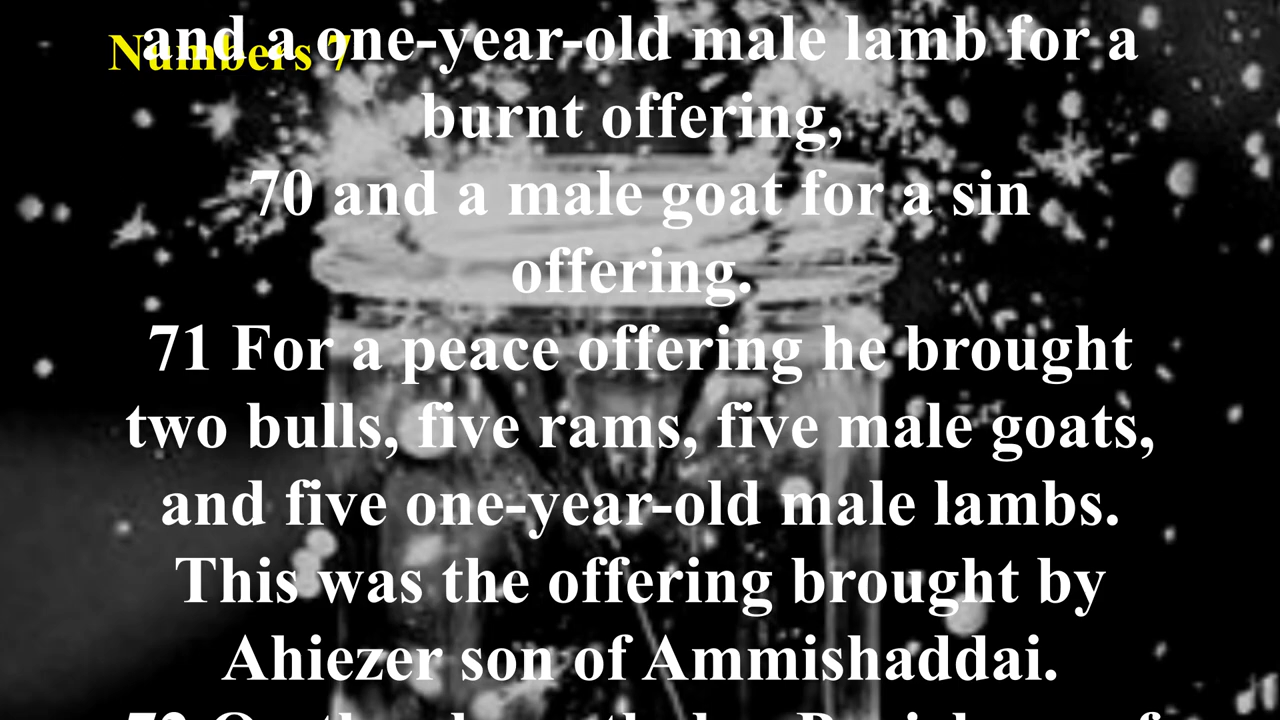 Numbers 7
and a one-year-old male lamb for a
burnt offering,
70 and a male goat for a sin
offering.
71 For a peace offering he brought
two bulls, five rams, five male goats,
and five one-year-old male lambs.
This was the offering brought by
Ahiezer son of Ammishaddai.